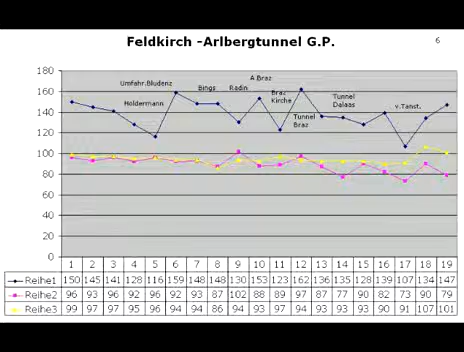 Feldkirch -Arlbergtunnel G.P.
6
A Braz
Umfahr.Bludenz
Bings
Radin
Braz
Kirche
Tunnel
Dalaas
Holdermann
v.Tanst.
Tunnel
Braz
180
160
140
120
100
80
60
40
20
0
1 2 3 4 5 6 7 8 9 10 11 12 13 14 15 16 17 18 19
Reihe1 150 145 141 128 116 159 148 148 130 153 123 162 136 135 128 139 107 134 147
Reihe2 96 93 96 92 96 92 93 87 102 88 89 97 87 77 90 82 73 90 79
Reihe3 99 97 97 95 96 94 94 86 94 93 97 94 93 93 93 90 91 107 101